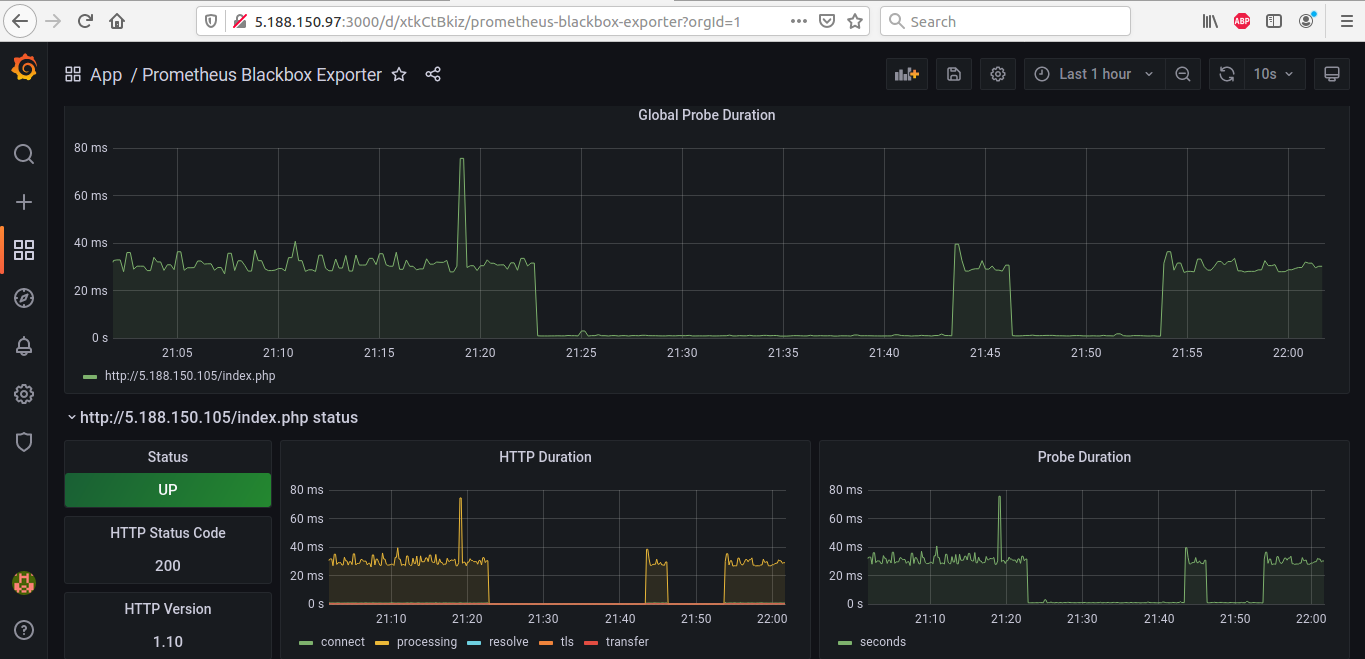 5.188.150.97:3000/d/xtkCtBkiz/prometheus-blackbox-exporter?orgId=1
Search
ABP
App / Prometheus Blackbox Exporter
Last 1 hour
10s
Global Probe Duration
80 ms
60 ms
40 ms
20 ms
0 s
21:05 21:10 21:15 21:20 21:25 21:30 21:35 21:40 21:45 21:50 21:55 22:00
http://5.188.150.105/index.php
http://5.188.150.105/index.php status
Status
UP
HTTP Status Code
200
HTTP Version
1.10
HTTP Duration
80 ms
60 ms
40 ms
20 ms
0 s
21:10 21:20 21:30 21:40 21:50 22:00
connect processing resolve tls transfer
Probe Duration
80 ms
60 ms
40 ms
20 ms
0 s
21:10 21:20 21:30 21:40 21:50 22:00
seconds